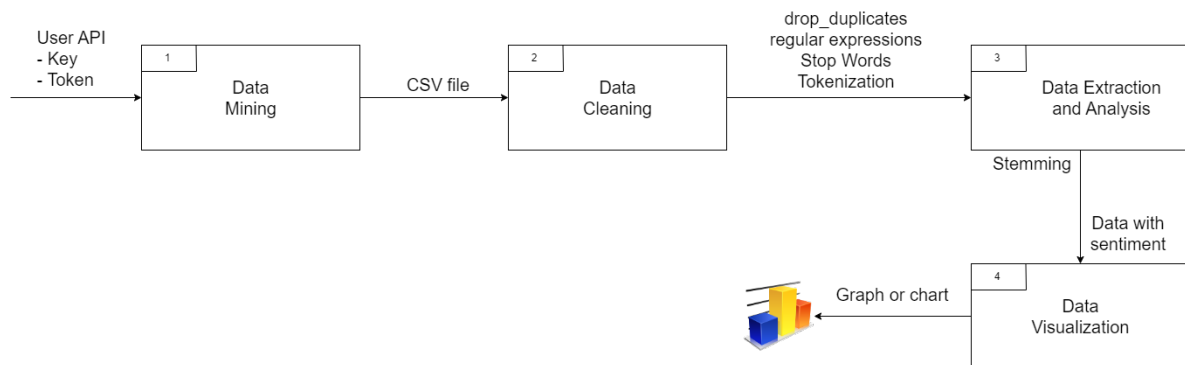 User API
- Key
- Token
1
Data
Mining
CSV file
2
Data
Cleaning
drop_duplicates
regular expressions
Stop Words
Tokenization
3
Data Extraction
and Analysis
Stemming
Data with
sentiment
4
Data
Visualization
Graph or chart